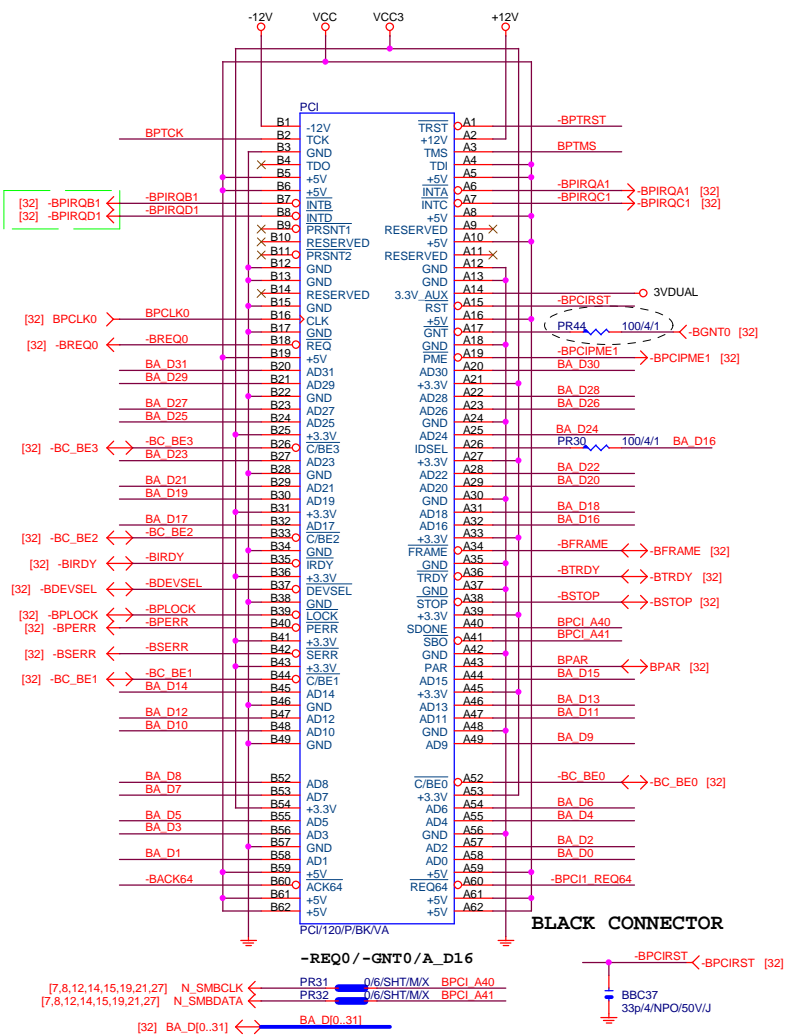 -12V VCC VCC3 +12V
PCI
B1 -12V TRST A1 -BPTRST
BPTCK B2 TCK +12V A2
B3 GND TMS A3 BPTMS
B4 TDO TDI A4
B5 +5V +5V A5
B6 +5V INTA A6 -BPIRQA1 -BPIRQA1 [32]
[32] -BPIRQB1 -BPIRQB1 B7 INTB INTC A7 -BPIRQC1 -BPIRQC1 [32]
[32] -BPIRQD1 -BPIRQD1 B8 INTD +5V A8
B9 PRSNT1 RESERVED A9
B10 RESERVED +5V A10
B11 PRSNT2 RESERVED A11
B12 GND GND A12
B13 GND GND A13
B14 RESERVED 3.3V_AUX A14 3VDUAL
B15 GND RST A15 -BPCIRST
[32] BPCLK0 BPCLK0 B16 CLK +5V A16
B17 GND GNT A17 PR44 100/4/1 -BGNT0 [32]
[32] -BREQ0 -BREQ0 B18 REQ GND A18
B19 +5V PME A19 -BPCIPME1 -BPCIPME1 [32]
BA_D31 B20 AD31 AD30 A20 BA_D30
BA_D29 B21 AD29 +3.3V A21
B22 GND AD28 A22 BA_D28
BA_D27 B23 AD27 AD26 A23 BA_D26
BA_D25 B24 AD25 GND A24
B25 +3.3V AD24 A25 BA_D24
[32] -BC_BE3 -BC_BE3 B26 C/BE3 IDSEL A26 PR30 100/4/1 BA_D16
BA_D23 B27 AD23 +3.3V A27
B28 GND AD22 A28 BA_D22
BA_D21 B29 AD21 AD20 A29 BA_D20
BA_D19 B30 AD19 GND A30
B31 +3.3V AD18 A31 BA_D18
BA_D17 B32 AD17 AD16 A32 BA_D16
[32] -BC_BE2 -BC_BE2 B33 C/BE2 +3.3V A33
B34 GND FRAME A34 -BFRAME -BFRAME [32]
[32] -BIRDY -BIRDY B35 IRDY GND A35
B36 +3.3V TRDY A36 -BTRDY -BTRDY [32]
[32] -BDEVSEL -BDEVSEL B37 DEVSEL GND A37
B38 GND STOP A38 -BSTOP -BSTOP [32]
[32] -BPLOCK -BPLOCK B39 LOCK +3.3V A39
[32] -BPERR -BPERR B40 PERR SDONE A40 BPCI_A40
B41 +3.3V SBO A41 BPCI_A41
[32] -BSERR -BSERR B42 SERR GND A42
B43 +3.3V PAR A43 BPAR BPAR [32]
[32] -BC_BE1 -BC_BE1 B44 C/BE1 AD15 A44 BA_D15
BA_D14 B45 AD14 +3.3V A45
B46 GND AD13 A46 BA_D13
BA_D12 B47 AD12 AD11 A47 BA_D11
BA_D10 B48 AD10 GND A48
B49 GND AD9 A49 BA_D9
BA_D8 B52 AD8 C/BE0 A52 -BC_BE0 -BC_BE0 [32]
BA_D7 B53 AD7 +3.3V A53
B54 +3.3V AD6 A54 BA_D6
BA_D5 B55 AD5 AD4 A55 BA_D4
BA_D3 B56 AD3 GND A56
B57 GND AD2 A57 BA_D2
BA_D1 B58 AD1 AD0 A58 BA_D0
B59 +5V +5V A59
-BACK64 B60 ACK64 REQ64 A60 -BPCI1_REQ64
B61 +5V +5V A61
B62 +5V +5V A62
PCI/120/P/BK/VA
BLACK CONNECTOR
-REQ0/-GNT0/A_D16
-BPCIRST -BPCIRST [32]
[7,8,12,14,15,19,21,27] N_SMBCLK PR31 0/6/SHT/M/X BPCI_A40
[7,8,12,14,15,19,21,27] N_SMBDATA PR32 0/6/SHT/M/X BPCI_A41
BBC37
33p/4/NPO/50V/J
[32] BA_D[0..31] BA_D[0..31]